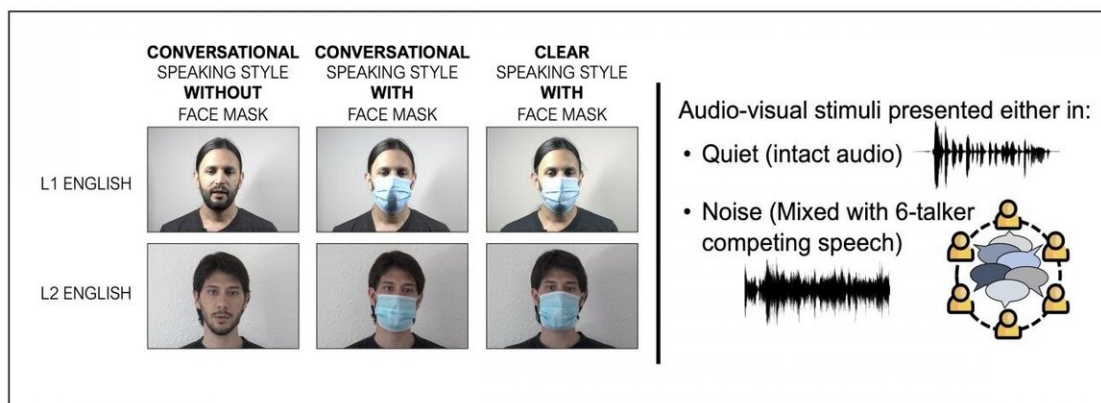 CONVERSATIONAL
SPEAKING STYLE
WITHOUT
FACE MASK
CONVERSATIONAL
SPEAKING STYLE
WITH
FACE MASK
CLEAR
SPEAKING STYLE
WITH
FACE MASK
L1 ENGLISH
L2 ENGLISH
Audio-visual stimuli presented either in:
• Quiet (intact audio)
• Noise (Mixed with 6-talker
competing speech)